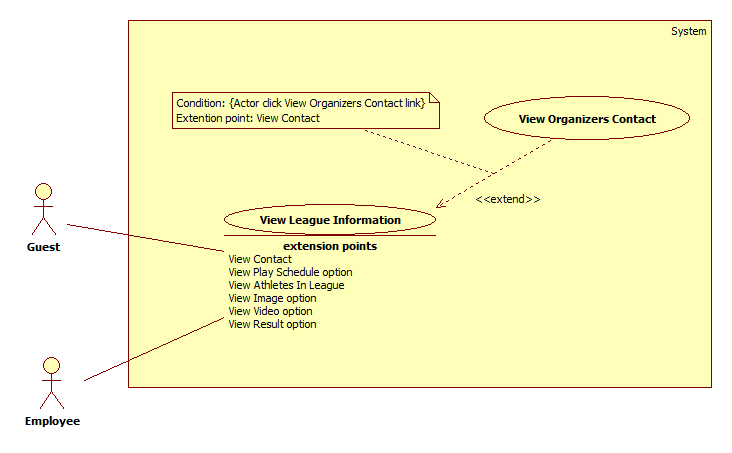 System
Condition: {Actor click View Organizers Contact link}
Extention point: View Contact
View Organizers Contact
<<extend>>
View League Information
extension points
View Contact
View Play Schedule option
View Athletes In League
View Image option
View Video option
View Result option
Guest
Employee